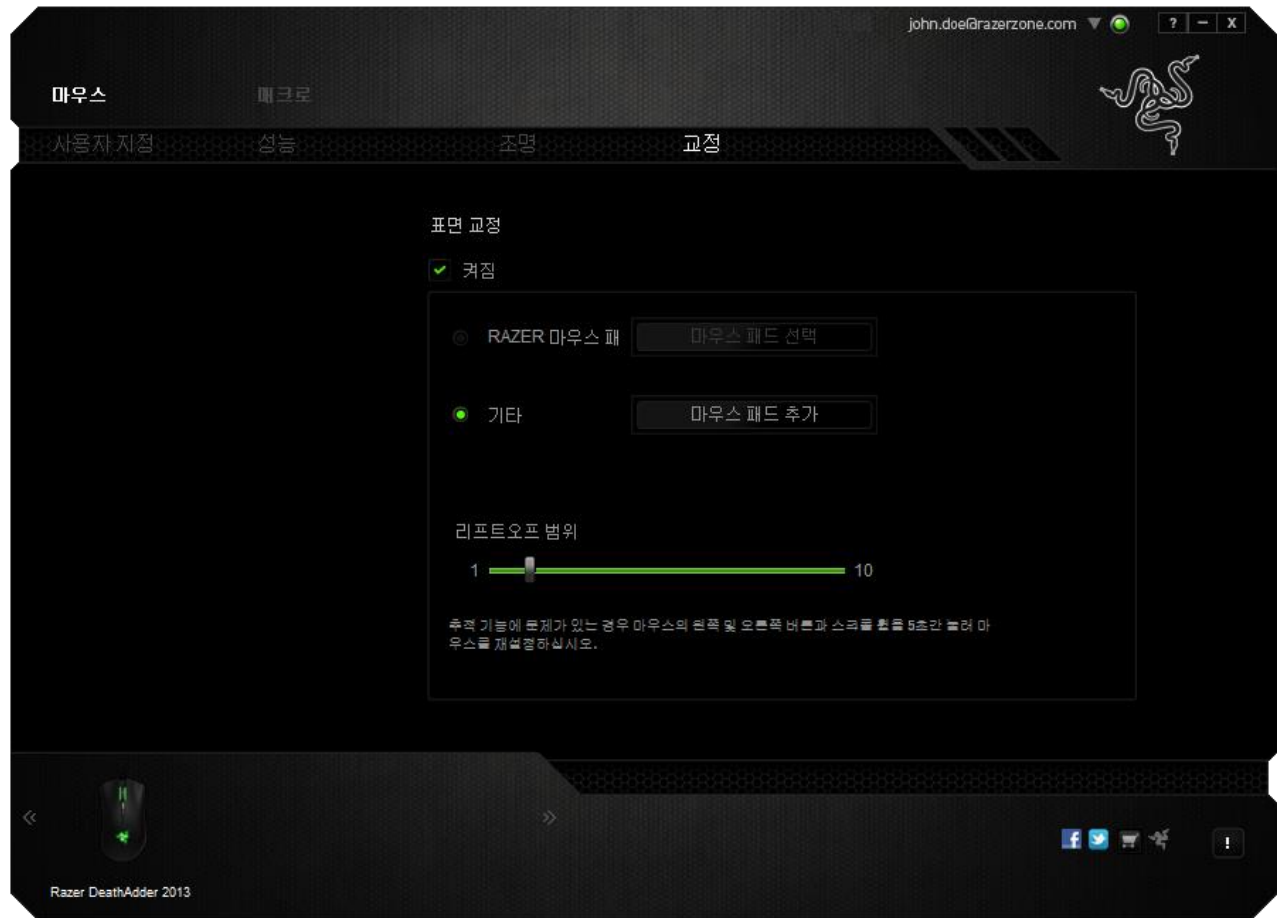 john.doe@razerzone.com ▼ ? – X
마우스 매크로
사용자 지정 성능 조명 교정
표면 교정
켜짐
RAZER 마우스 패 마우스 패드 선택
기타 마우스 패드 추가
리프트오프 범위
1 10
추적 기능에 문제가 있는 경우 마우스의 왼쪽 및 오른쪽 버튼과 스크롤 휠을 5초간 눌러 마
우스를 재설정하십시오.
Razer DeathAdder 2013